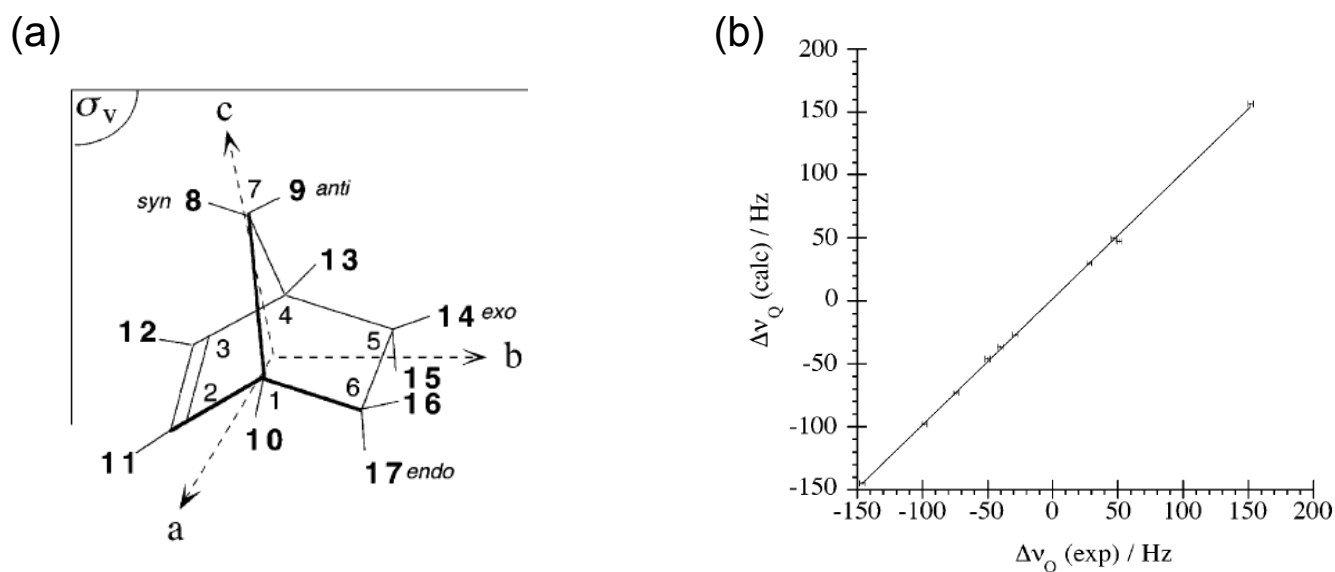 (a)
σv
c
7
syn 8
9 anti
13
12
3
4
14 exo
5
b
2
6
15
1
16
10
11
17 endo
a
(b)
200
150
100
50
0
-50
-100
-150
ΔνQ (calc) / Hz
-150 -100 -50 0 50 100 150 200
ΔνQ (exp) / Hz